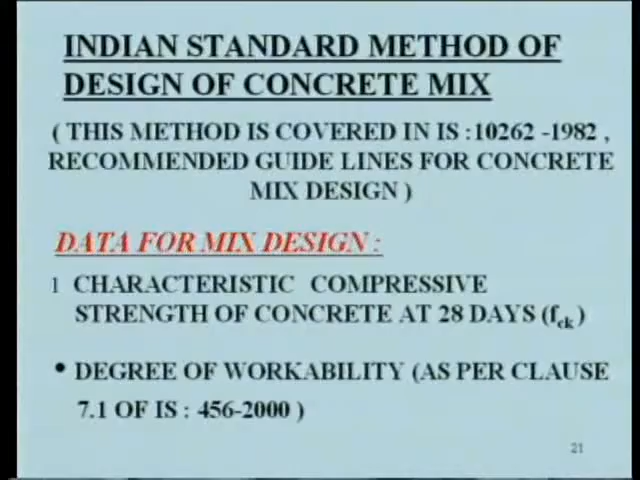 INDIAN STANDARD METHOD OF
DESIGN OF CONCRETE MIX
( THIS METHOD IS COVERED IN IS :10262 -1982 ,
RECOMMENDED GUIDE LINES FOR CONCRETE
MIX DESIGN )
DATA FOR MIX DESIGN :
1 CHARACTERISTIC COMPRESSIVE
STRENGTH OF CONCRETE AT 28 DAYS (fck )
• DEGREE OF WORKABILITY (AS PER CLAUSE
7.1 OF IS : 456-2000 )
21